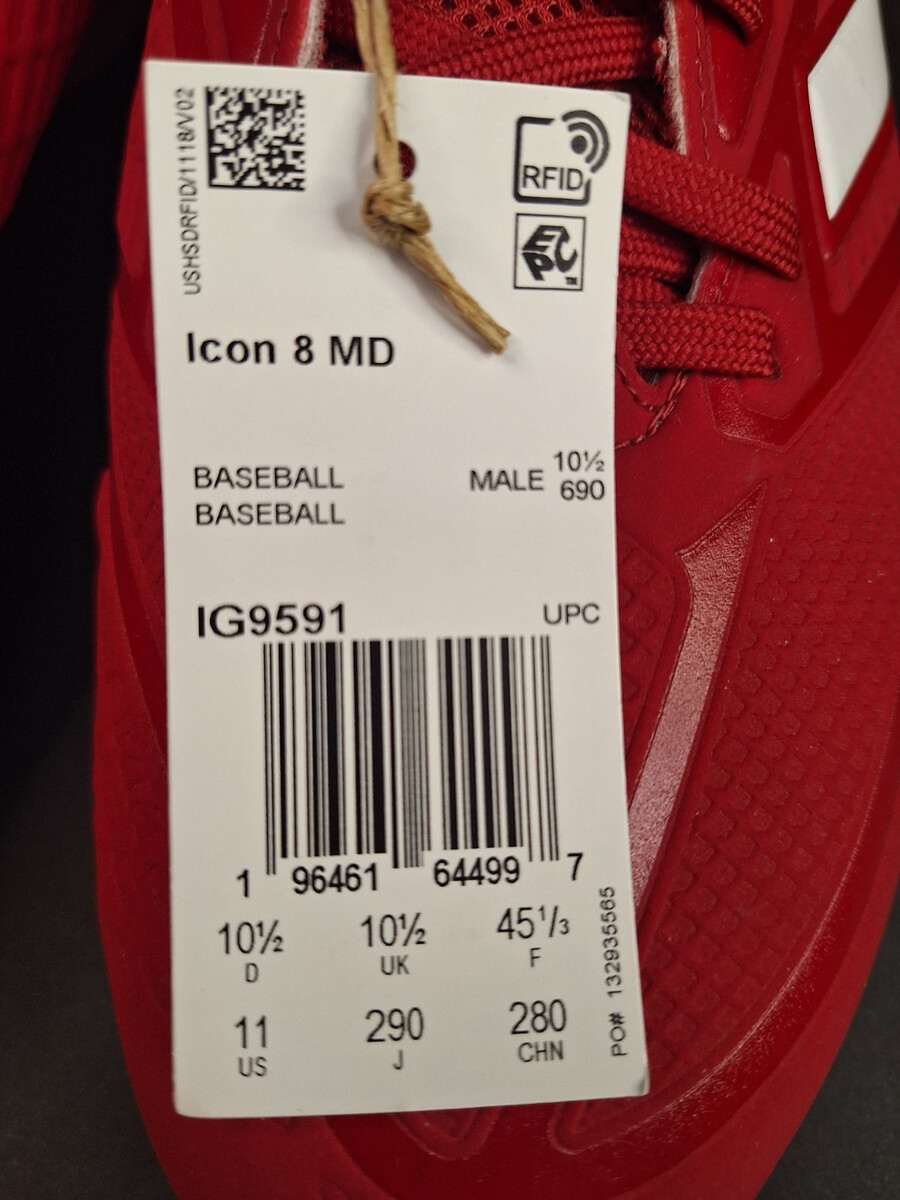 USHSDRFID/1118/V02
RFID
EPC
TM
Icon 8 MD
BASEBALL
BASEBALL
MALE 10½
690
IG9591
UPC
1 96461 64499 7
10½ 10½ 45⅓
D UK F
11 290 280
US J CHN
PO# 132935565